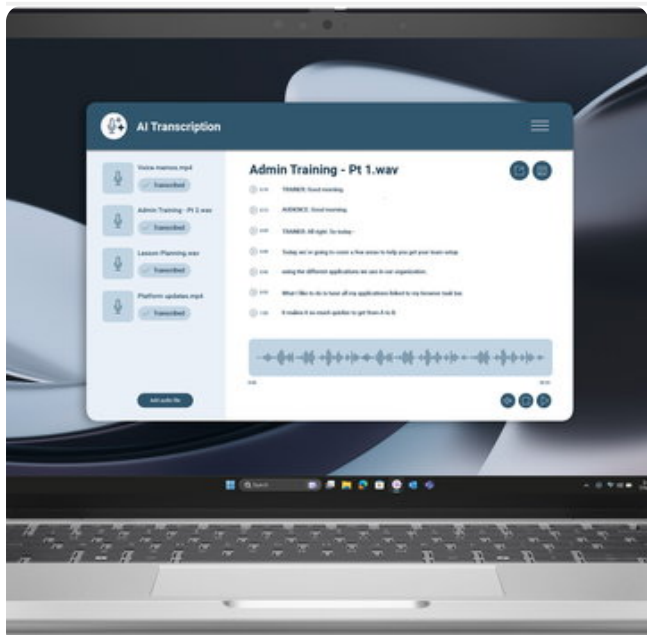 AI Transcription
Voice memos.mp4
Transcribed
Admin Training - Pt 1.wav
Transcribed
Lesson Planning.wav
Transcribed
Platform updates.mp4
Transcribed
Add audio file
Admin Training - Pt 1.wav
TRAINER: Good morning.
AUDIENCE: Good morning.
TRAINER: All right. So today -
Today we're going to cover a few areas to help you get your team setup
using the different applications we use in our organization.
What I like to do is have all my applications linked to my browser task bar.
It makes it so much quicker to get from A to B.
0:00
Search